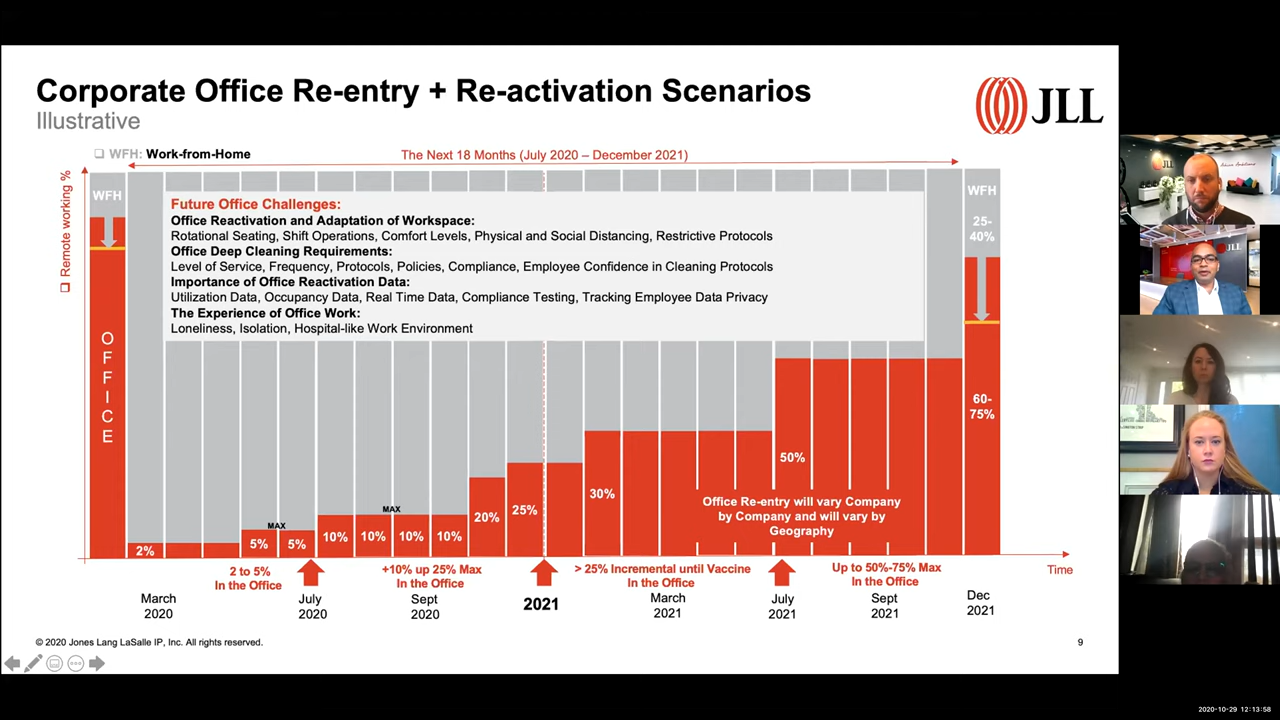 Corporate Office Re-entry + Re-activation Scenarios
Illustrative
JLL
WFH: Work-from-Home
The Next 18 Months (July 2020 – December 2021)
Remote working %
WFH
OFFICE
Future Office Challenges:
Office Reactivation and Adaptation of Workspace:
Rotational Seating, Shift Operations, Comfort Levels, Physical and Social Distancing, Restrictive Protocols
Office Deep Cleaning Requirements:
Level of Service, Frequency, Protocols, Policies, Compliance, Employee Confidence in Cleaning Protocols
Importance of Office Reactivation Data:
Utilization Data, Occupancy Data, Real Time Data, Compliance Testing, Tracking Employee Data Privacy
The Experience of Office Work:
Loneliness, Isolation, Hospital-like Work Environment
WFH
25-
40%
60-
75%
2%
MAX
5%
5%
MAX
10%
10%
10%
10%
20%
25%
30%
50%
Office Re-entry will vary Company
by Company and will vary by
Geography
2 to 5%
In the Office
+10% up 25% Max
In the Office
> 25% Incremental until Vaccine
In the Office
Up to 50%-75% Max
In the Office
Time
March
2020
July
2020
Sept
2020
2021
March
2021
July
2021
Sept
2021
Dec
2021
© 2020 Jones Lang LaSalle IP, Inc. All rights reserved.
9
JLL
JLL
2020-10-29 12:13:58